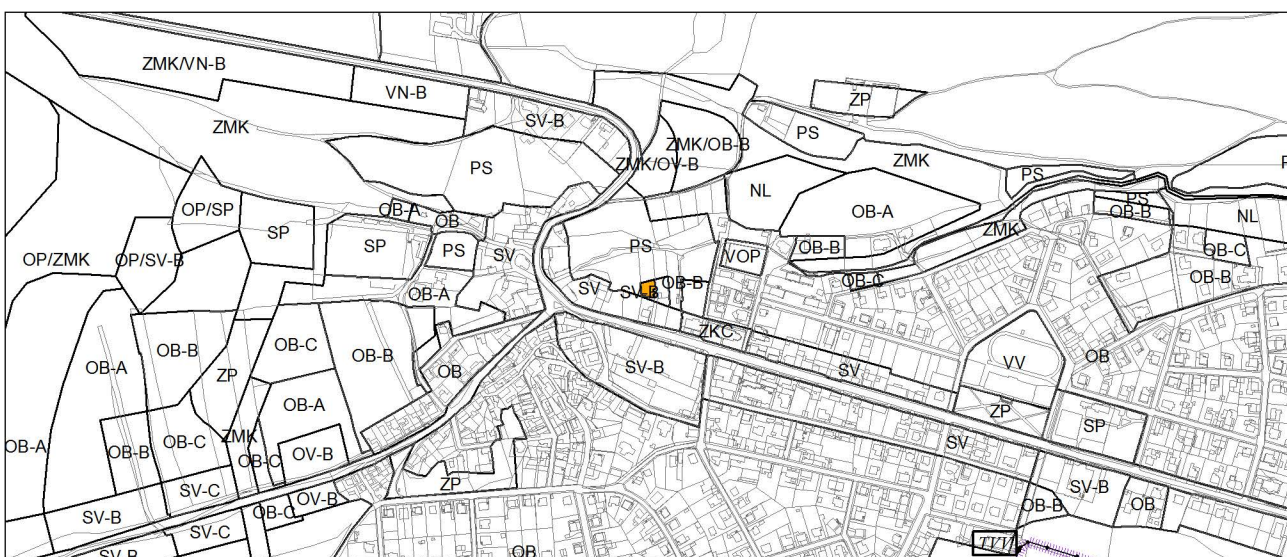 ZMK/VN-B
VN-B
ZP
ZMK
SV-B
PS
ZMK/OB-B
ZMK/OV-B
ZMK
PS
PS
NL
PS
OB-A
OB-B
NL
OP/SP
OB-A
OB
SP
SP
PS
SV
PS
ZMK
OB-B
VOP
OB-C
OP/ZMK
OP/SV-B
OB-C
OB-B
OB-A
SV
SV-B
OB-B
ZKC
OB-A
OB-B
OB-C
OB-B
ZP
OB
SV-B
SV
VV
OB
OB-A
ZP
SP
OB-A
OB-B
OB-C
ZMK
OV-B
SV
OB-C
SV-C
OV-B
ZP
SV-B
OB-B
OB
SV-B
SV-C
OB-C
SV-B
OB